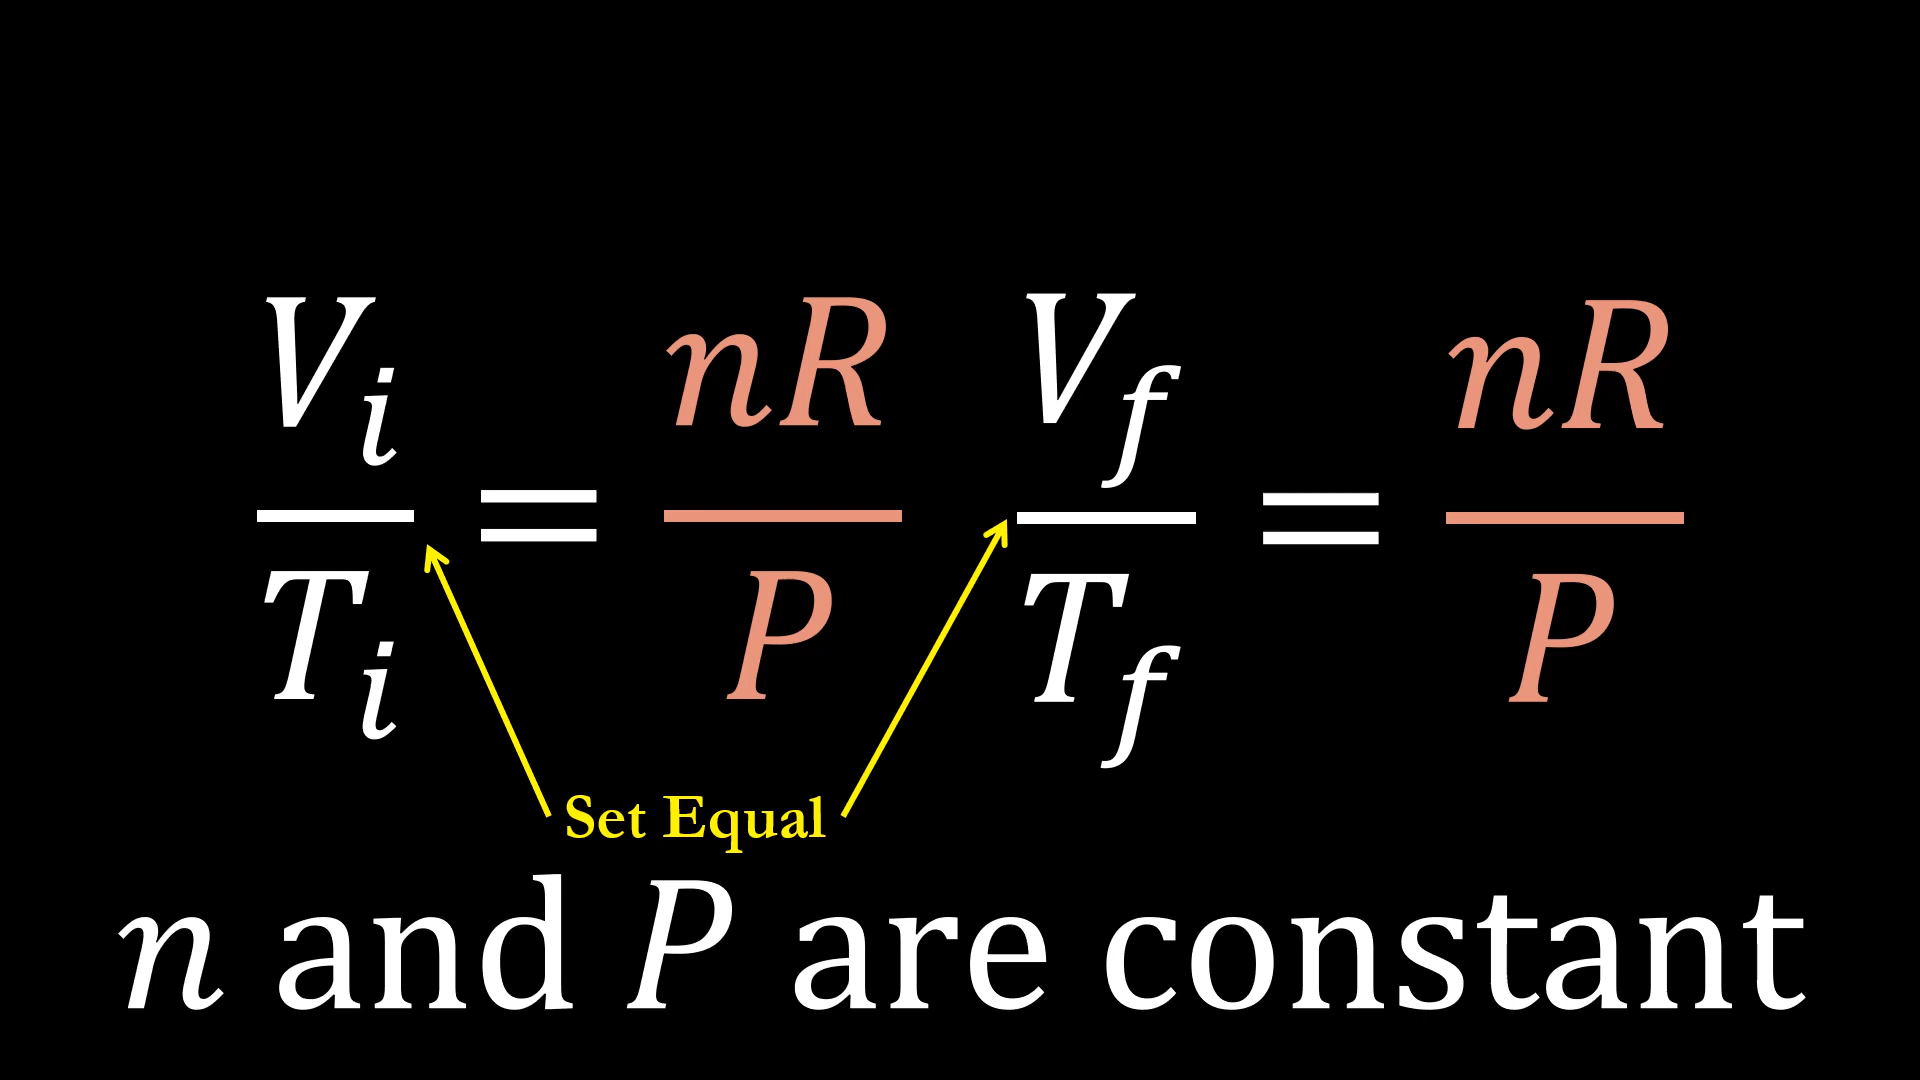 V_i/T_i = nR/P V_f/T_f = nR/P
Set Equal
n and P are constant